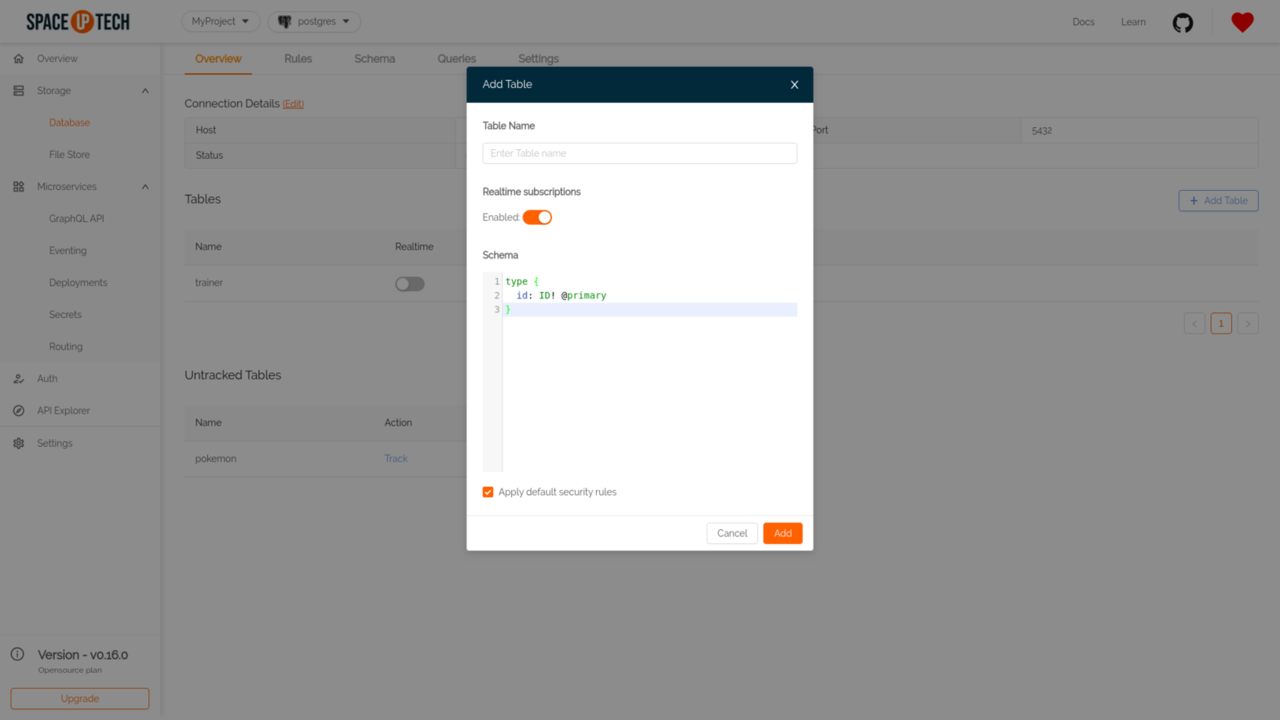 SPACE UP TECH
MyProject
postgres
Docs
Learn
Overview
Storage
Database
File Store
Microservices
GraphQL API
Eventing
Deployments
Secrets
Routing
Auth
API Explorer
Settings
Version - v0.16.0
Opensource plan
Upgrade
Overview
Rules
Schema
Queries
Settings
Connection Details (Edit)
Host
Port
5432
Status
Tables
+ Add Table
Name
Realtime
trainer
<
1
>
Untracked Tables
Name
Action
pokemon
Track
Add Table
X
Table Name
Enter Table name
Realtime subscriptions
Enabled:
Schema
1 type {
2 id: ID! @primary
3 }
Apply default security rules
Cancel
Add